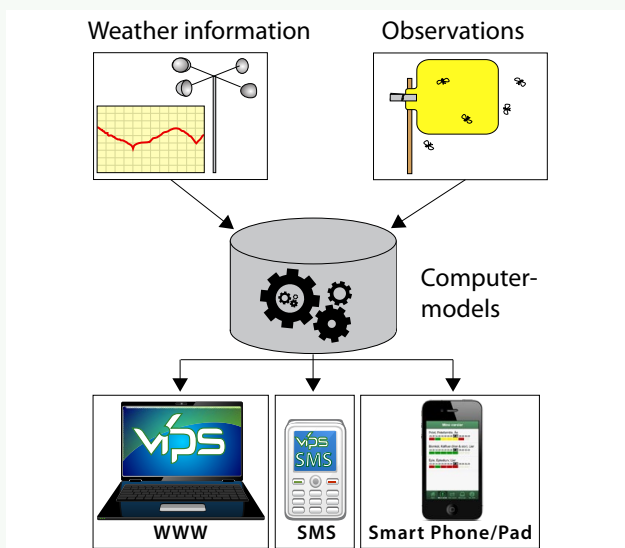 Weather information
Observations
Computer-
models
VIPS
VIPS
SMS
WWW
SMS
Smart Phone/Pad